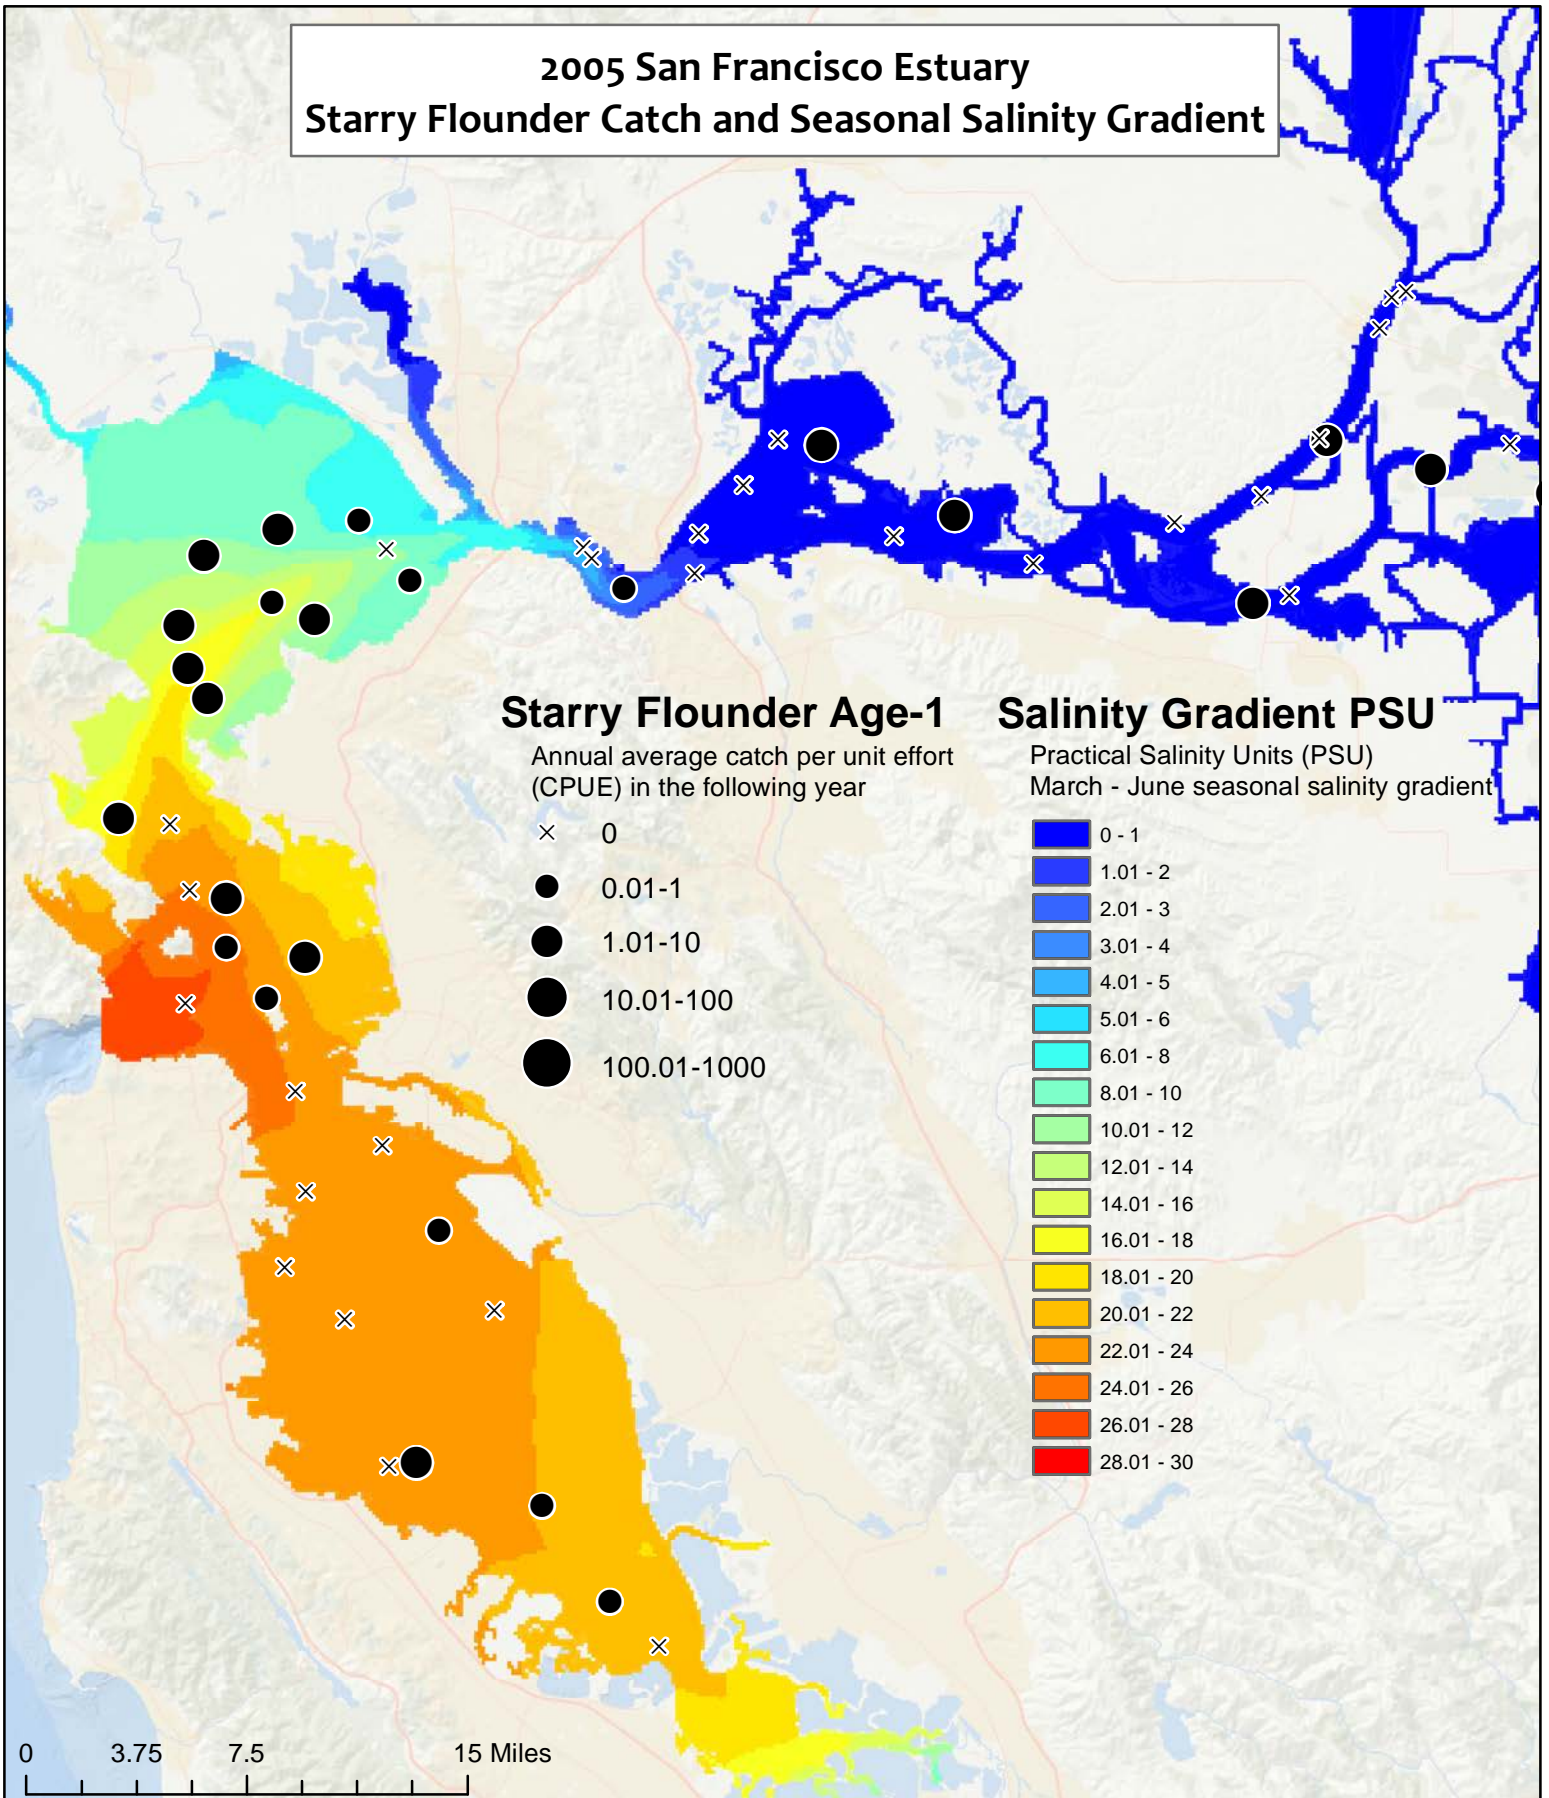 2005 San Francisco Estuary
Starry Flounder Catch and Seasonal Salinity Gradient
Starry Flounder Age-1
Annual average catch per unit effort
(CPUE) in the following year
0
0.01-1
1.01-10
10.01-100
100.01-1000
Salinity Gradient PSU
Practical Salinity Units (PSU)
March - June seasonal salinity gradient
0 - 1
1.01 - 2
2.01 - 3
3.01 - 4
4.01 - 5
5.01 - 6
6.01 - 8
8.01 - 10
10.01 - 12
12.01 - 14
14.01 - 16
16.01 - 18
18.01 - 20
20.01 - 22
22.01 - 24
24.01 - 26
26.01 - 28
28.01 - 30
0 3.75 7.5 15 Miles